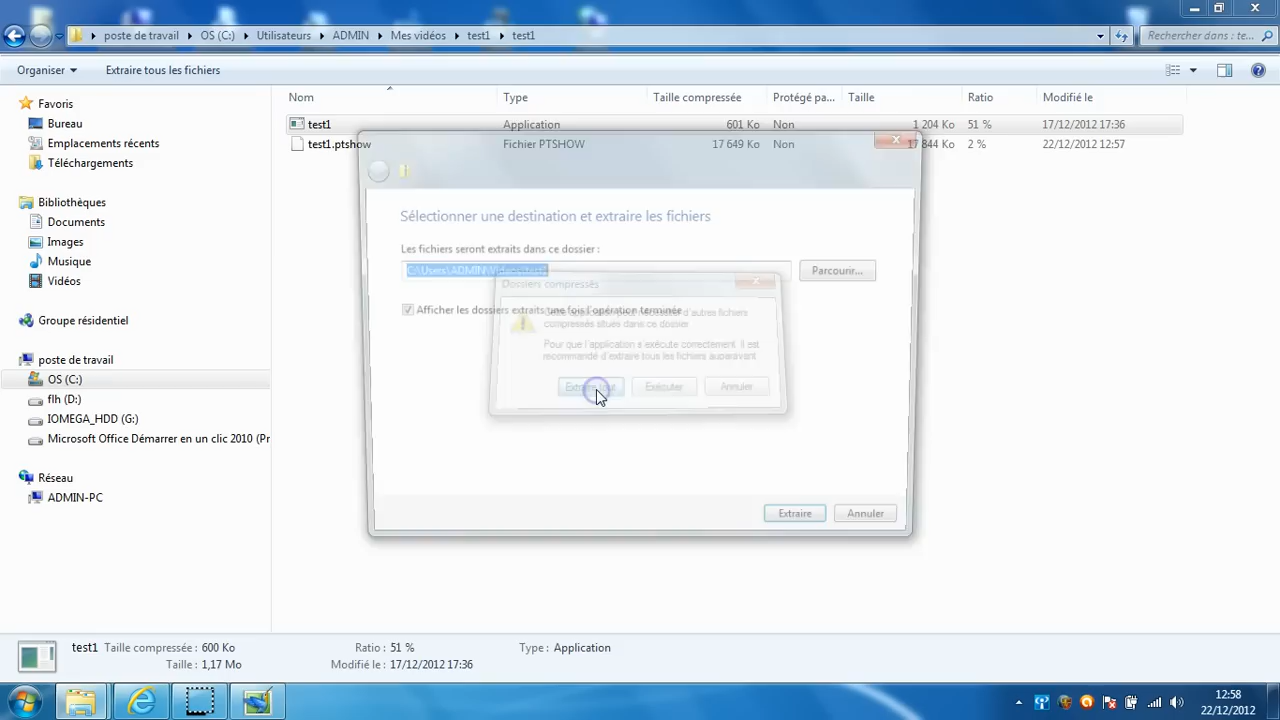 poste de travail
OS (C:)
Utilisateurs
ADMIN
Mes vidéos
test1
test1
Rechercher dans : te...
Organiser
Extraire tous les fichiers
Nom
Type
Taille compressée
Protégé pa...
Taille
Ratio
Modifié le
test1
Application
601 Ko
Non
1 204 Ko
51 %
17/12/2012 17:36
test1.ptshow
Fichier PTSHOW
17 649 Ko
Non
17 844 Ko
2 %
22/12/2012 12:57
Favoris
Bureau
Emplacements récents
Téléchargements
Bibliothèques
Documents
Images
Musique
Vidéos
Groupe résidentiel
poste de travail
OS (C:)
flh (D:)
IOMEGA_HDD (G:)
Microsoft Office Démarrer en un clic 2010 (Pr
Réseau
ADMIN-PC
Sélectionner une destination et extraire les fichiers
Les fichiers seront extraits dans ce dossier :
C:\Users\ADMIN\Videos\test1
Parcourir...
Afficher les dossiers extraits une fois l'opération terminée
Dossiers compressés
d'autres fichiers
compressés situés dans ce dossier
Pour que l'application s'exécute correctement, il est
recommandé d'extraire tous les fichiers auparavant
Extraire tout
Exécuter
Annuler
Extraire
Annuler
test1
Taille compressée : 600 Ko
Taille : 1,17 Mo
Ratio : 51 %
Modifié le : 17/12/2012 17:36
Type : Application
12:58
22/12/2012